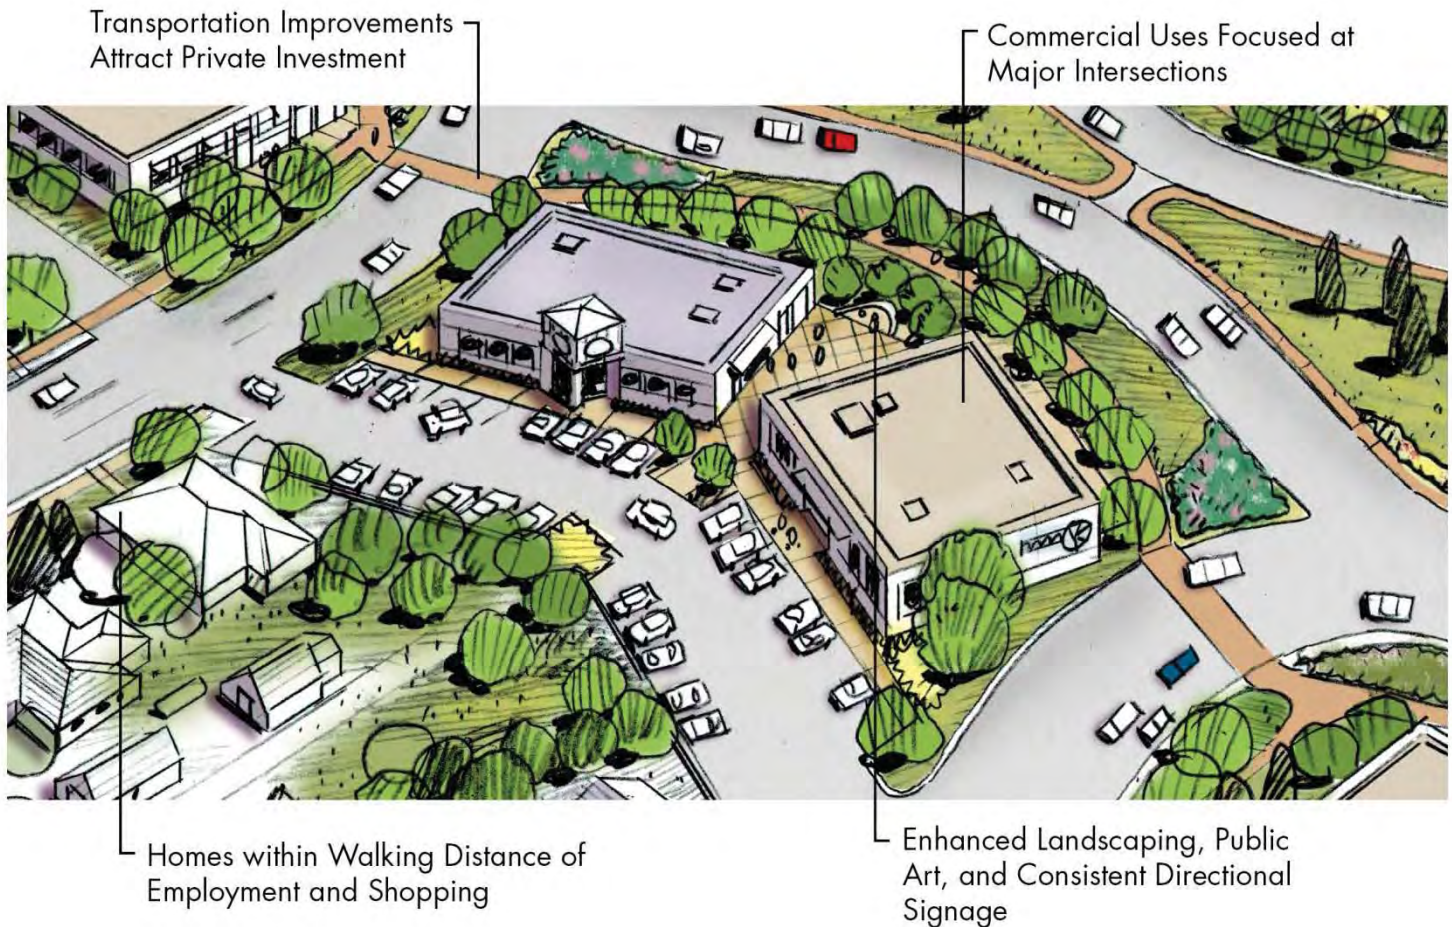 Transportation Improvements
Attract Private Investment
Commercial Uses Focused at
Major Intersections
Homes within Walking Distance of
Employment and Shopping
Enhanced Landscaping, Public
Art, and Consistent Directional
Signage